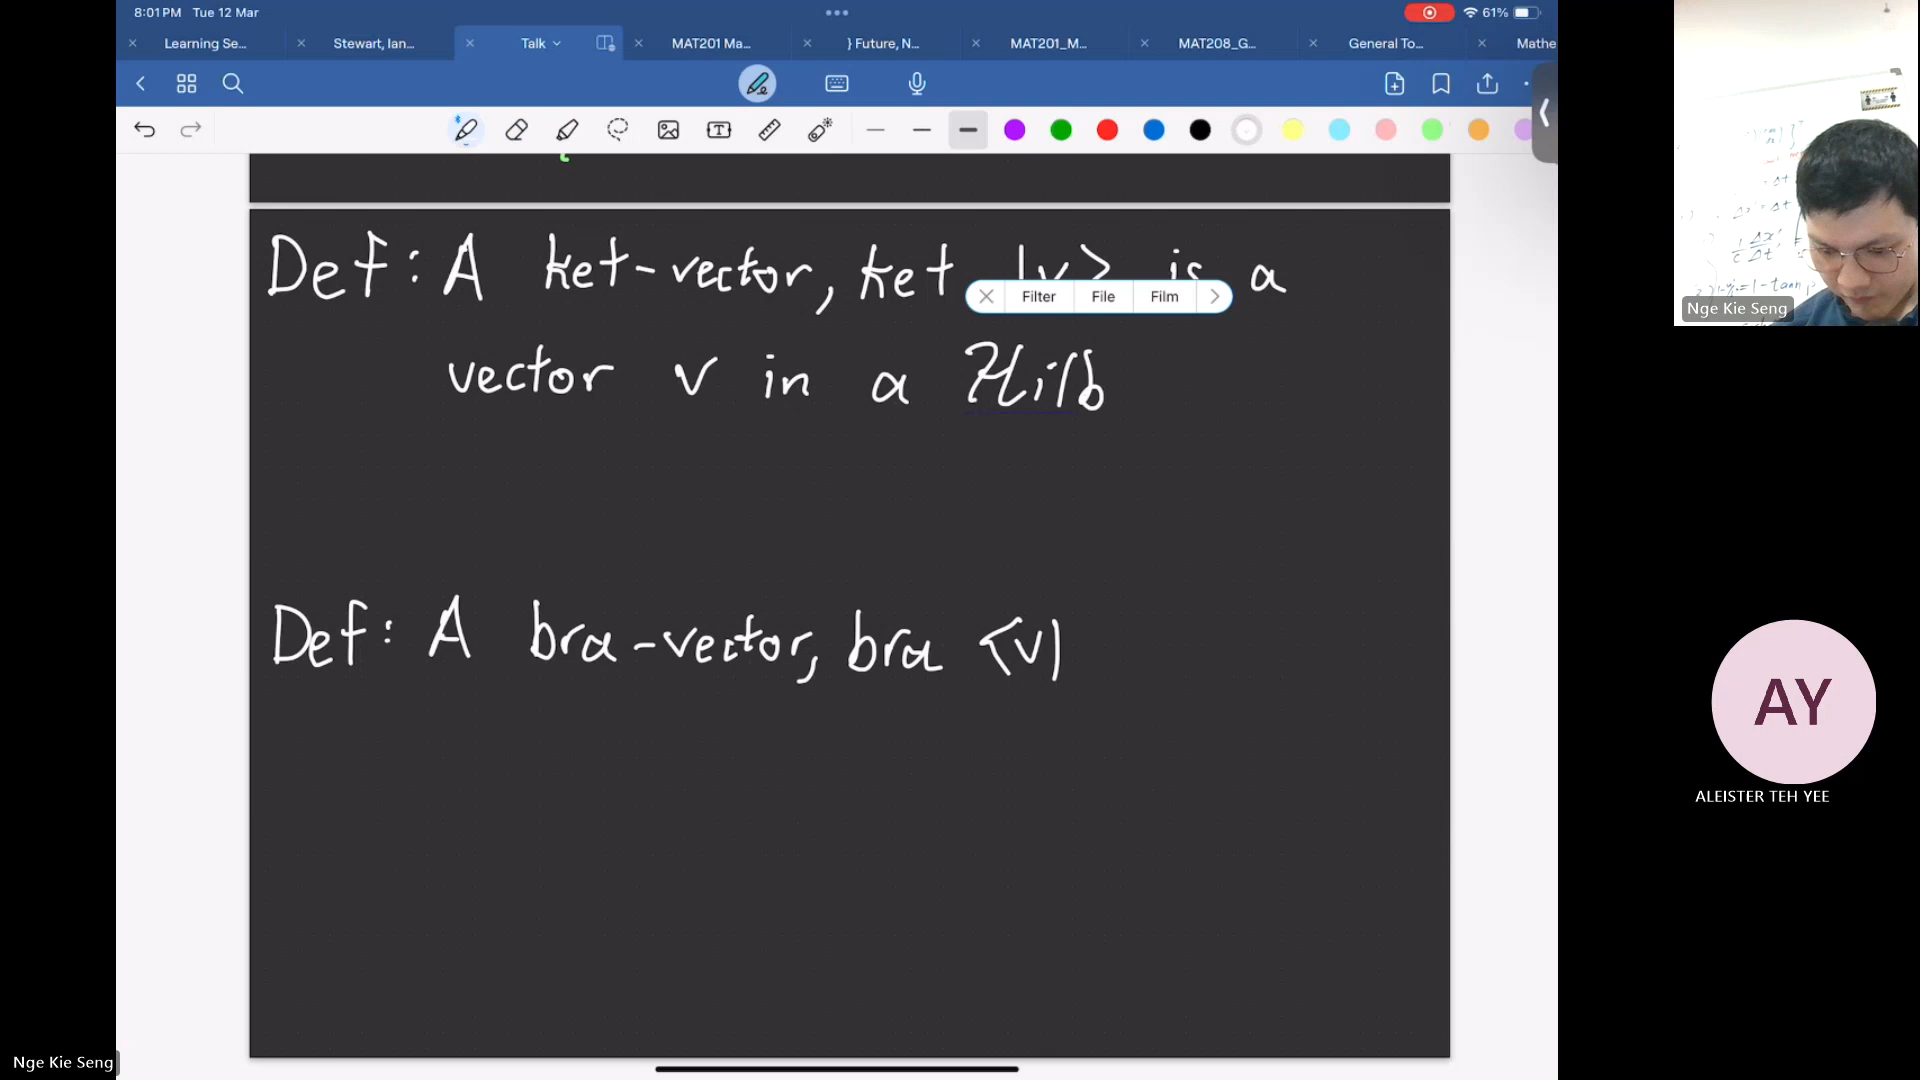 8:01 PM Tue 12 Mar
61%
Learning Se...
Stewart, Ian...
Talk
MAT201 Ma...
} Future, N...
MAT201_M...
MAT208_G...
General To...
Mathe
Def: A ket-vector, ket |v> is a
Filter File Film
vector v in a Hilb
Def: A bra-vector, bra <v|
Nge Kie Seng
AY
ALEISTER TEH YEE
Nge Kie Seng